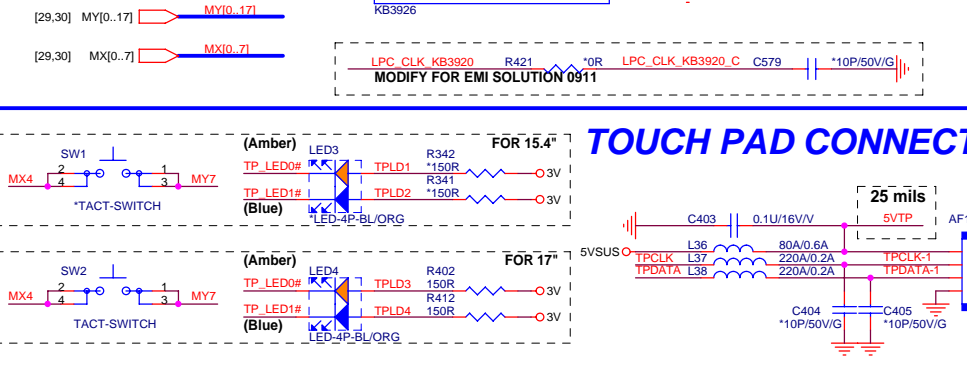 KB3926
[29,30] MY[0..17] MY[0..17]
[29,30] MX[0..7] MX[0..7]
LPC_CLK_KB3920 R421 *0R LPC_CLK_KB3920_C C579 *10P/50V/G
MODIFY FOR EMI SOLUTION 0911
TOUCH PAD CONNECT
(Amber) LED3 FOR 15.4"
SW1
MX4 2 4 1 3 MY7
*TACT-SWITCH
TP_LED0# TPLD1 R342 *150R 3V
TP_LED1# TPLD2 R341 *150R 3V
(Blue) *LED-4P-BL/ORG
25 mils
C403 0.1U/16V/V 5VTP AF1
5VSUS L36 80A/0.6A
TPCLK L37 220A/0.2A TPCLK-1
TPDATA L38 220A/0.2A TPDATA-1
C404 *10P/50V/G
C405 *10P/50V/G
(Amber) LED4 FOR 17"
SW2
MX4 2 4 1 3 MY7
TACT-SWITCH
TP_LED0# TPLD3 R402 150R 3V
TP_LED1# TPLD4 R412 150R 3V
(Blue) LED-4P-BL/ORG